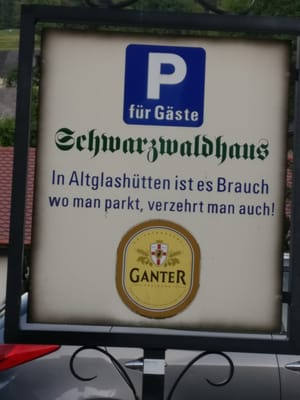 P
für Gäste
Schwarzwaldhaus
In Altglashütten ist es Brauch
wo man parkt, verzehrt man auch!
GANTER